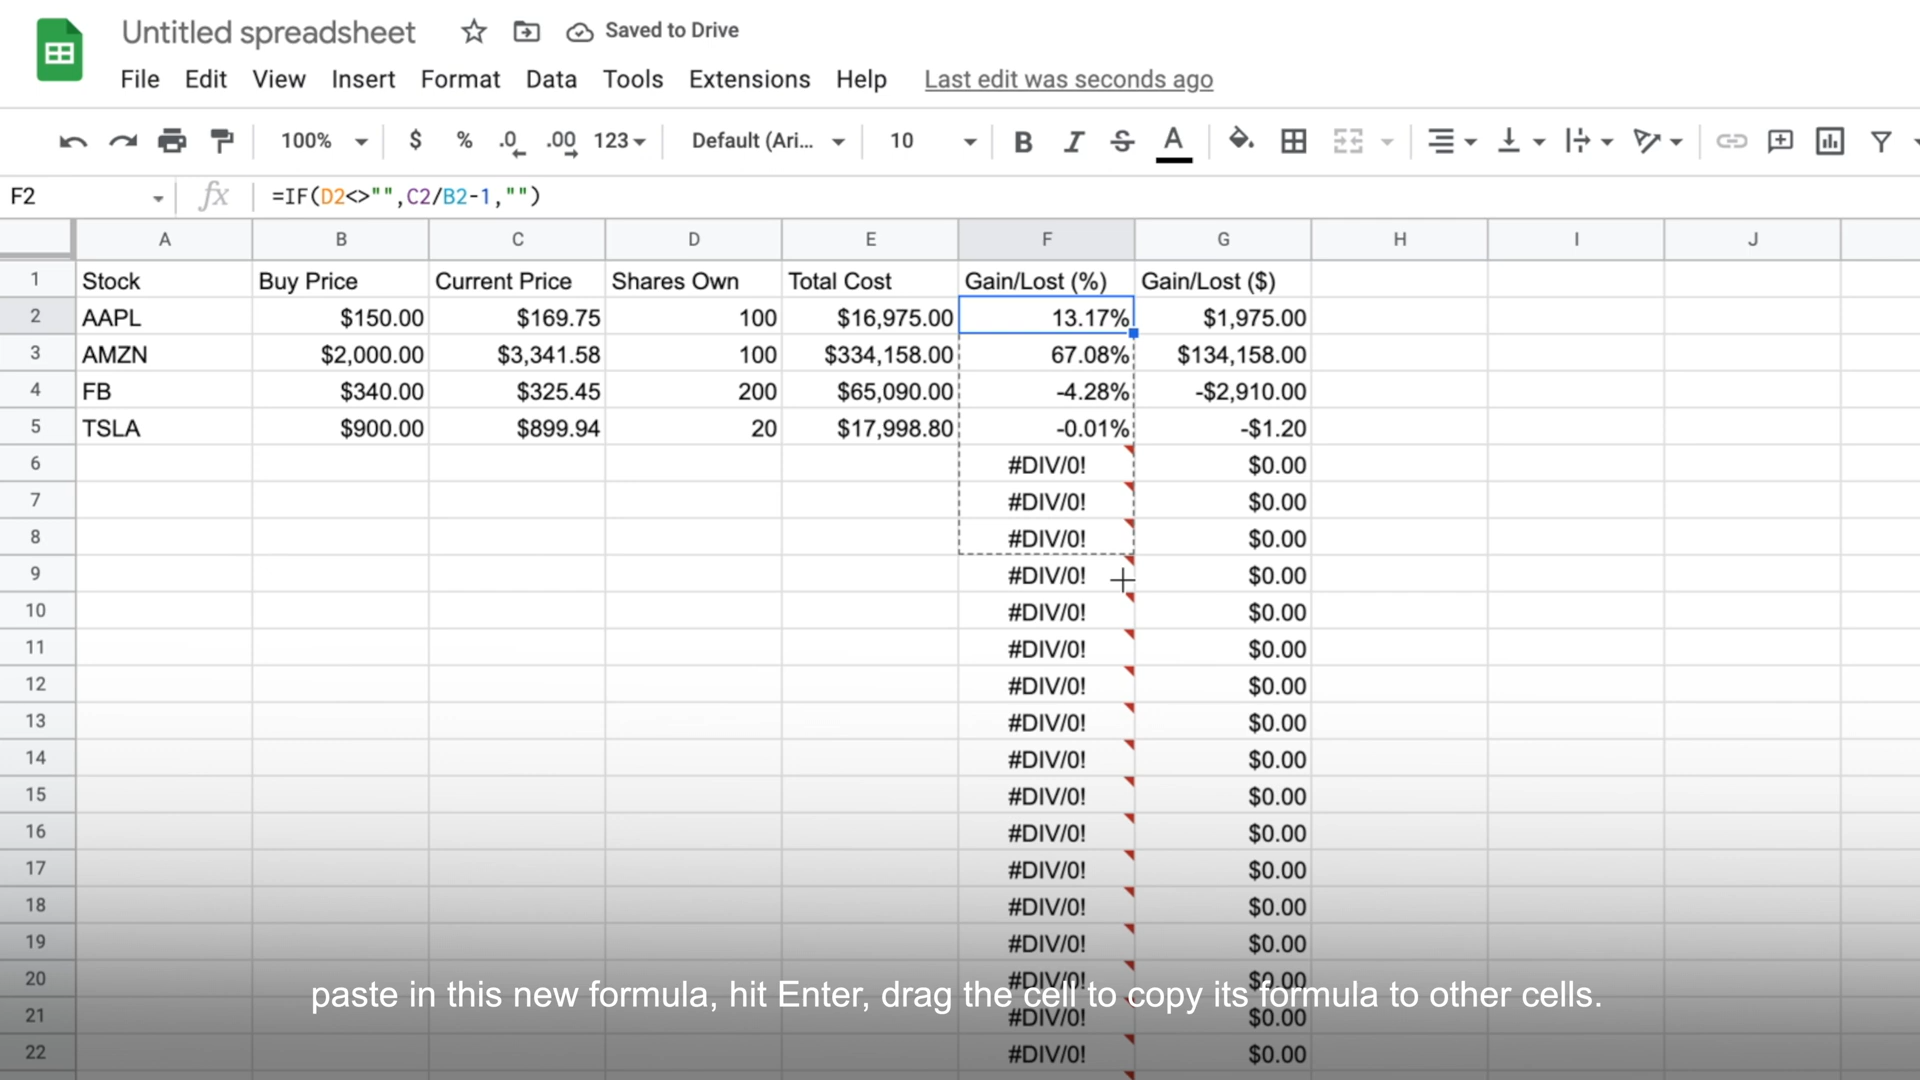 Untitled spreadsheet Saved to Drive
File Edit View Insert Format Data Tools Extensions Help Last edit was seconds ago
100% $ % .0 .00 123 Default (Ari... 10 B I S A
F2 fx =IF(D2<>"",C2/B2-1,"")
A B C D E F G H I J
1 Stock Buy Price Current Price Shares Own Total Cost Gain/Lost (%) Gain/Lost ($)
2 AAPL $150.00 $169.75 100 $16,975.00 13.17% $1,975.00
3 AMZN $2,000.00 $3,341.58 100 $334,158.00 67.08% $134,158.00
4 FB $340.00 $325.45 200 $65,090.00 -4.28% -$2,910.00
5 TSLA $900.00 $899.94 20 $17,998.80 -0.01% -$1.20
6 #DIV/0! $0.00
7 #DIV/0! $0.00
8 #DIV/0! $0.00
9 #DIV/0! $0.00
10 #DIV/0! $0.00
11 #DIV/0! $0.00
12 #DIV/0! $0.00
13 #DIV/0! $0.00
14 #DIV/0! $0.00
15 #DIV/0! $0.00
16 #DIV/0! $0.00
17 #DIV/0! $0.00
18 #DIV/0! $0.00
19 #DIV/0! $0.00
20 #DIV/0! $0.00
paste in this new formula, hit Enter, drag the cell to copy its formula to other cells.
21 #DIV/0! $0.00
22 #DIV/0! $0.00